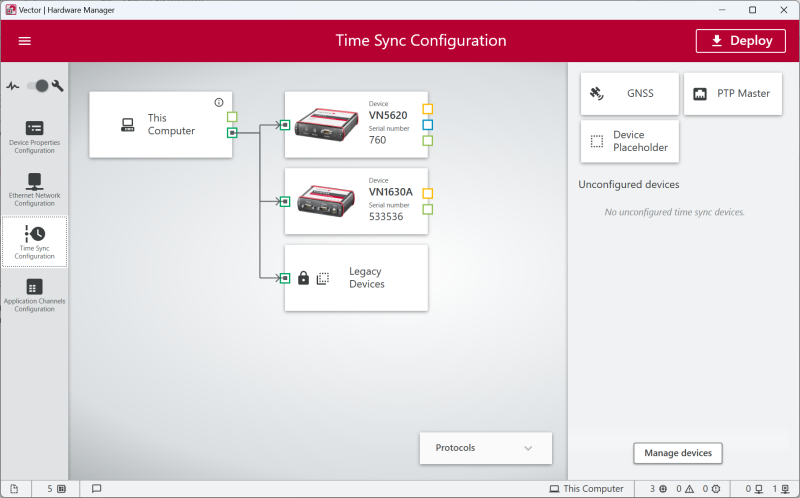 Vector | Hardware Manager
Time Sync Configuration
Deploy
Device Properties
Configuration
Ethernet Network
Configuration
Time Sync
Configuration
Application Channels
Configuration
This
Computer
Device
VN5620
Serial number
760
Device
VN1630A
Serial number
533536
Legacy
Devices
Protocols
GNSS
PTP Master
Device
Placeholder
Unconfigured devices
No unconfigured time sync devices.
Manage devices
5
This Computer
3
0
0
0
1